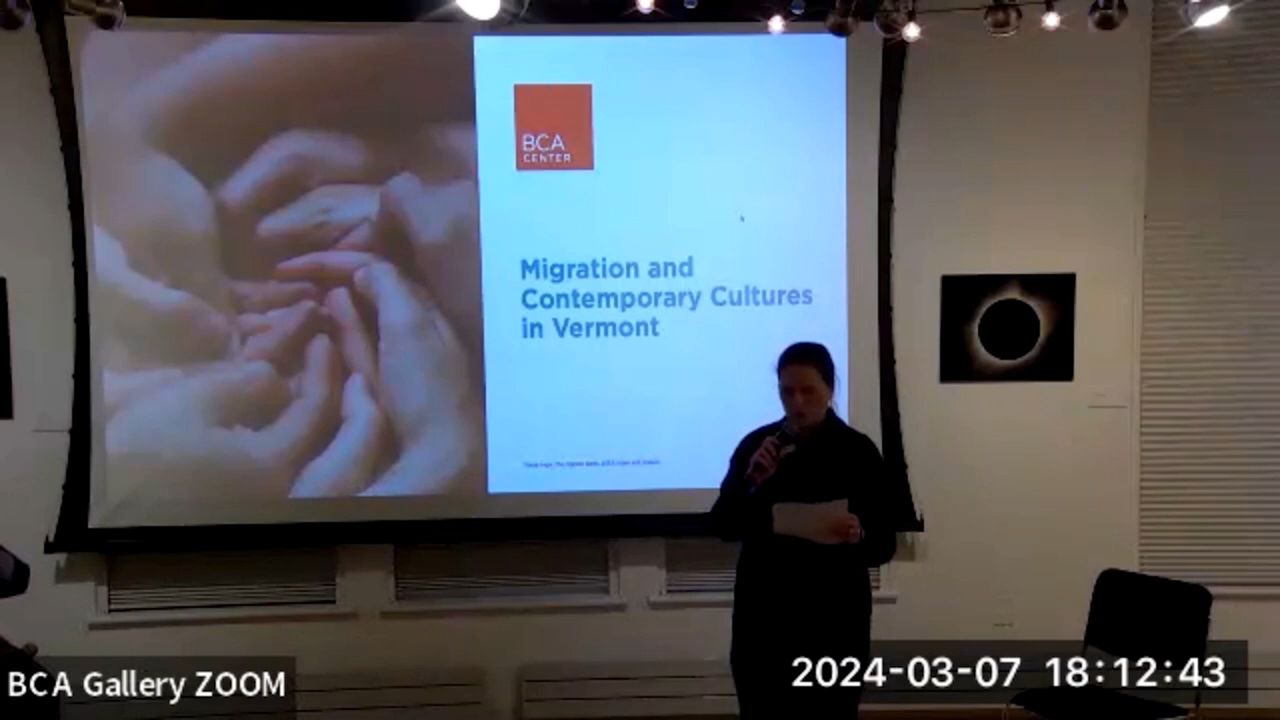 BCA
CENTER
Migration and
Contemporary Cultures
in Vermont
BCA Gallery ZOOM
2024-03-07 18:12:43